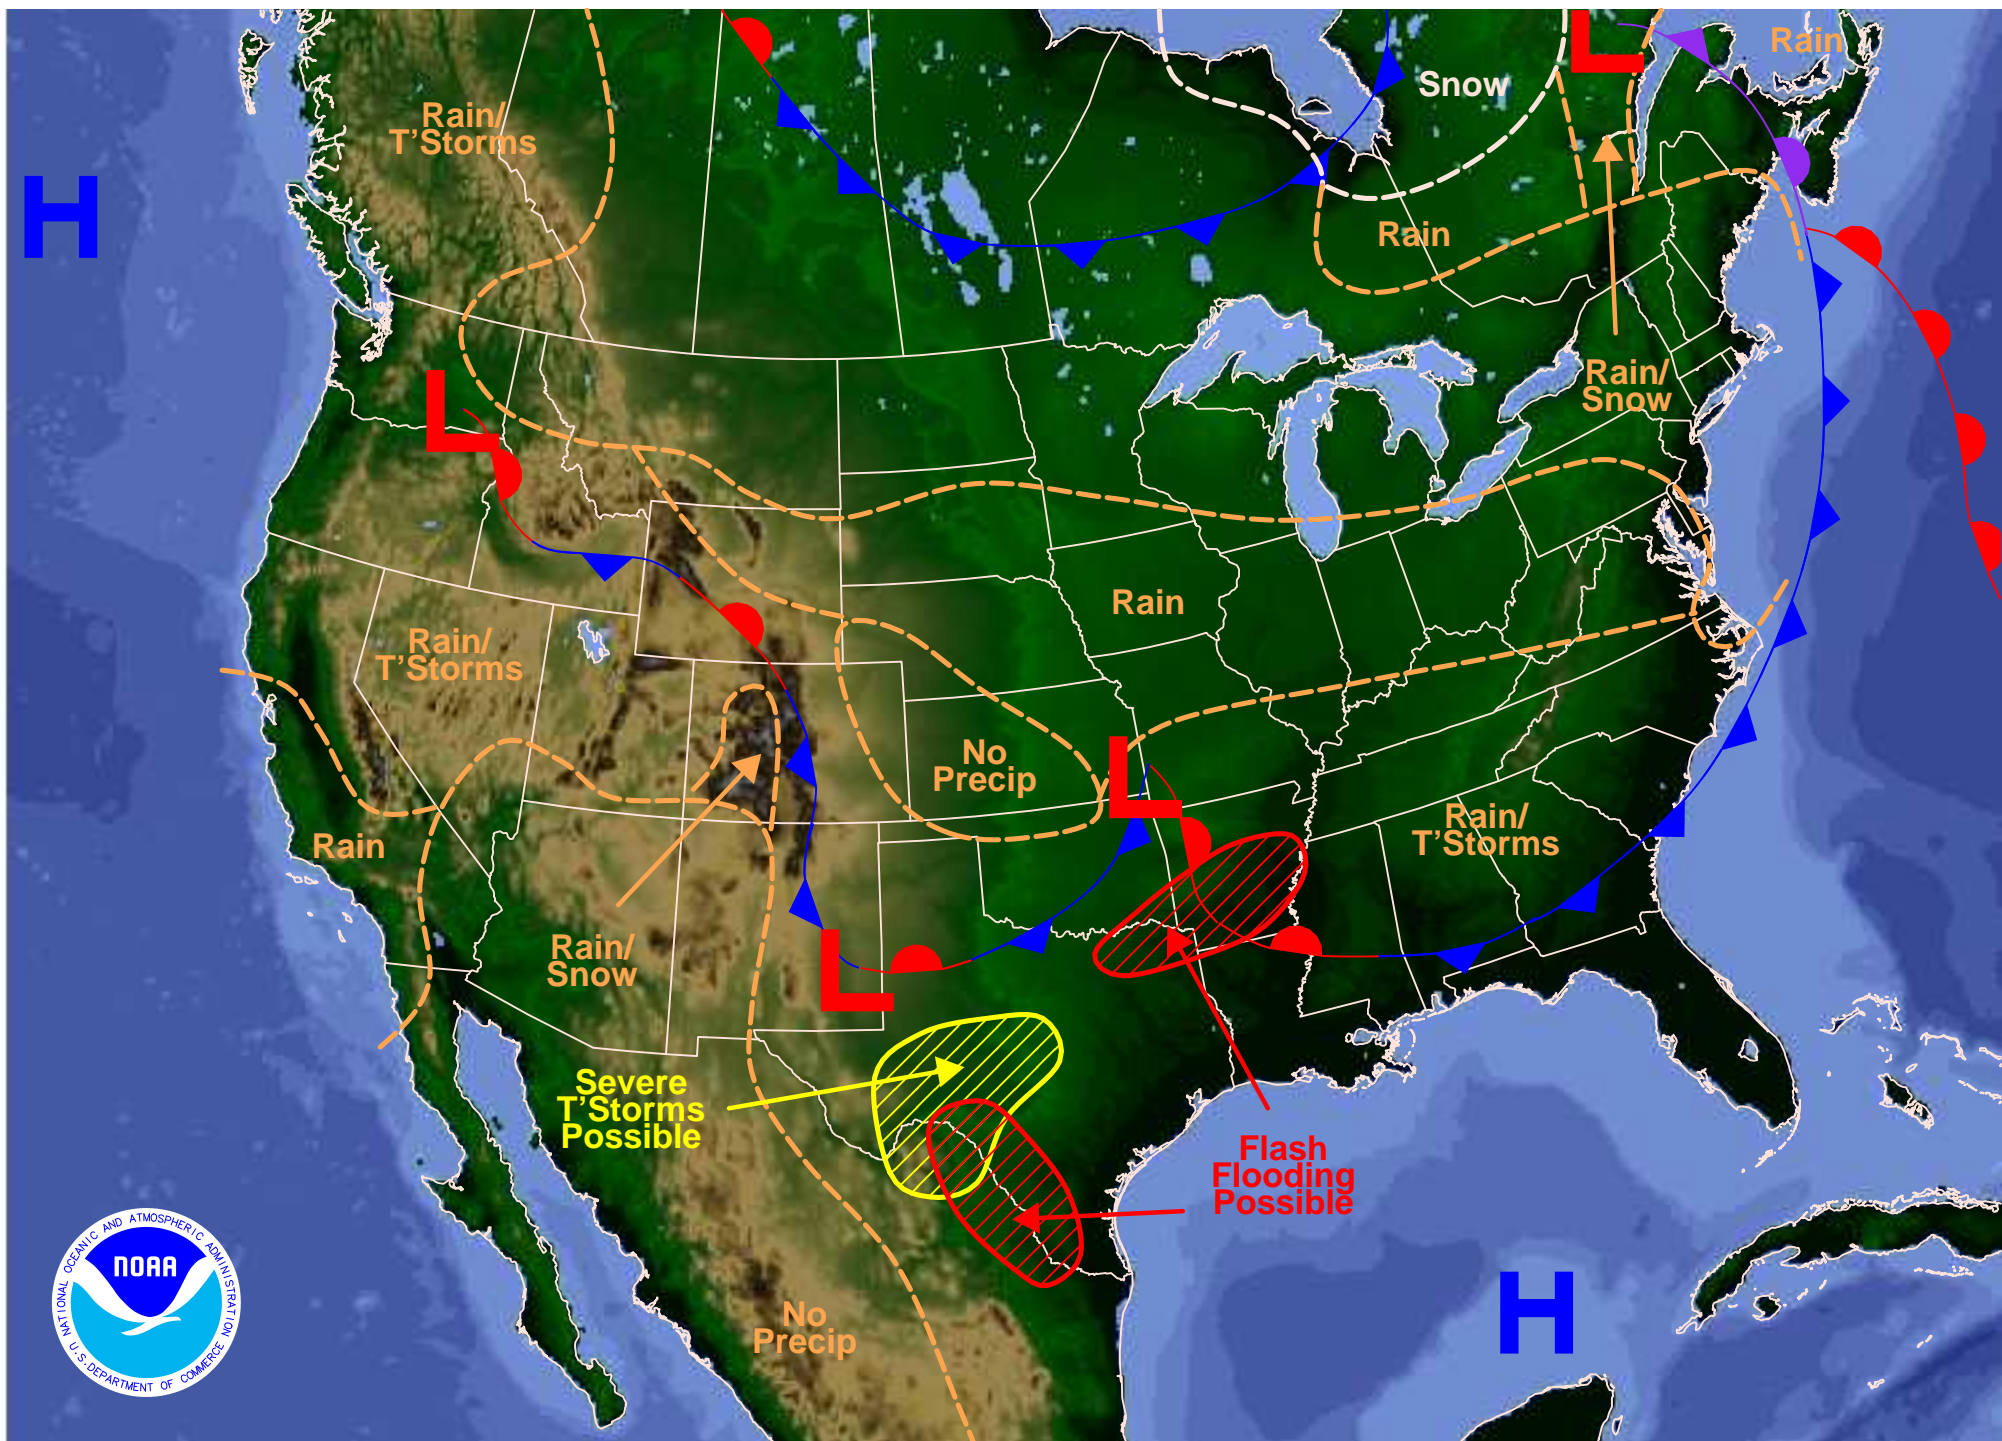 Rain
Snow
Rain/
T'Storms
H
L
Rain
L
Rain/
Snow
Rain
Rain/
T'Storms
No
Precip
L
Rain/
T'Storms
Rain
Rain/
Snow
L
Severe
T'Storms
Possible
Flash
Flooding
Possible
H
No
Precip
NATIONAL OCEANIC AND ATMOSPHERIC ADMINISTRATION
NOAA
U.S. DEPARTMENT OF COMMERCE